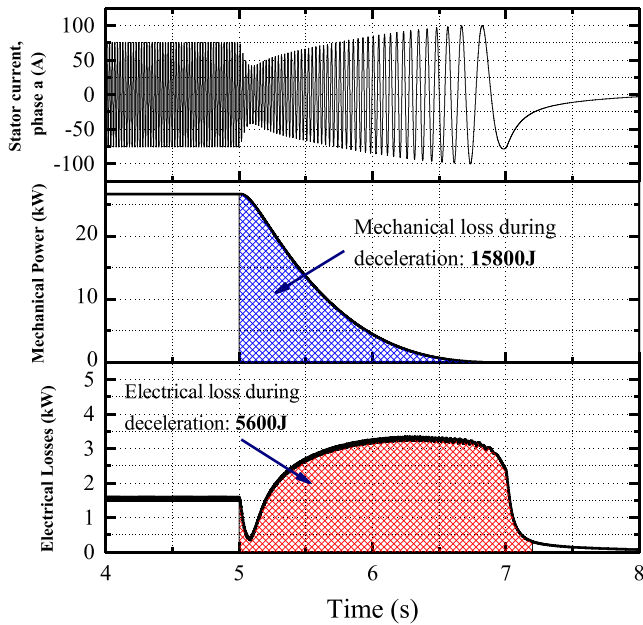 Stator current,
phase a (A)
100
50
0
-50
-100
Mechanical Power (kW)
20
10
0
Mechanical loss during
deceleration: 15800J
Electrical Losses (kW)
5
4
3
2
1
0
Electrical loss during
deceleration: 5600J
4 5 6 7 8
Time (s)